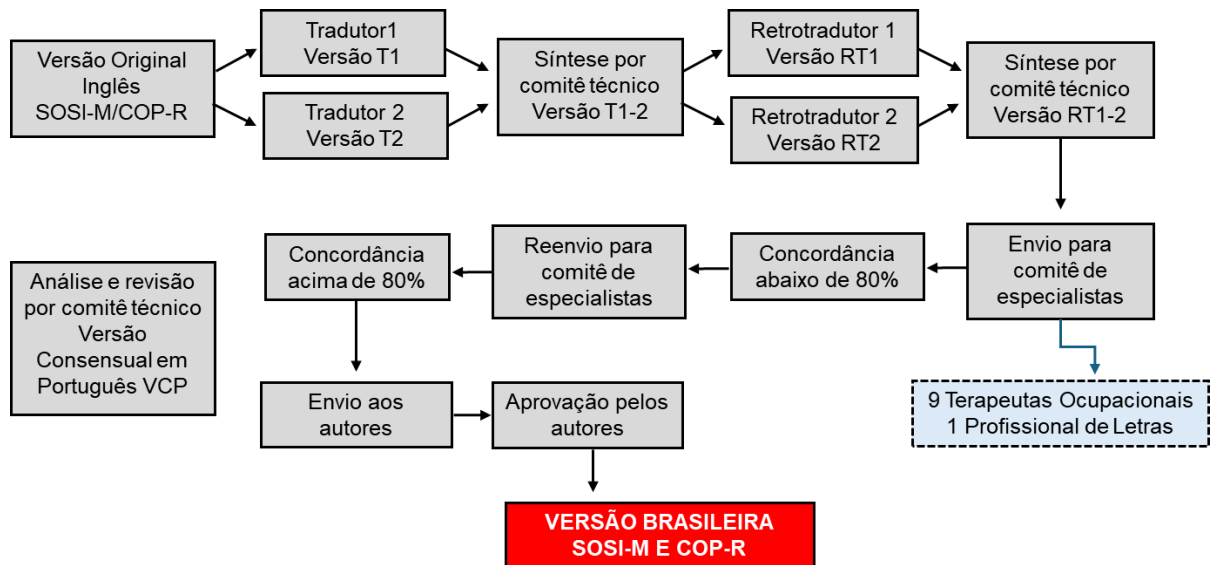 Versão Original
Inglês
SOSI-M/COP-R
Tradutor1
Versão T1
Tradutor 2
Versão T2
Síntese por
comitê técnico
Versão T1-2
Retrotradutor 1
Versão RT1
Retrotradutor 2
Versão RT2
Síntese por
comitê técnico
Versão RT1-2
Envio para
comitê de
especialistas
9 Terapeutas Ocupacionais
1 Profissional de Letras
Concordância
abaixo de 80%
Reenvio para
comitê de
especialistas
Concordância
acima de 80%
Análise e revisão
por comitê técnico
Versão
Consensual em
Português VCP
Envio aos
autores
Aprovação pelos
autores
VERSÃO BRASILEIRA
SOSI-M E COP-R